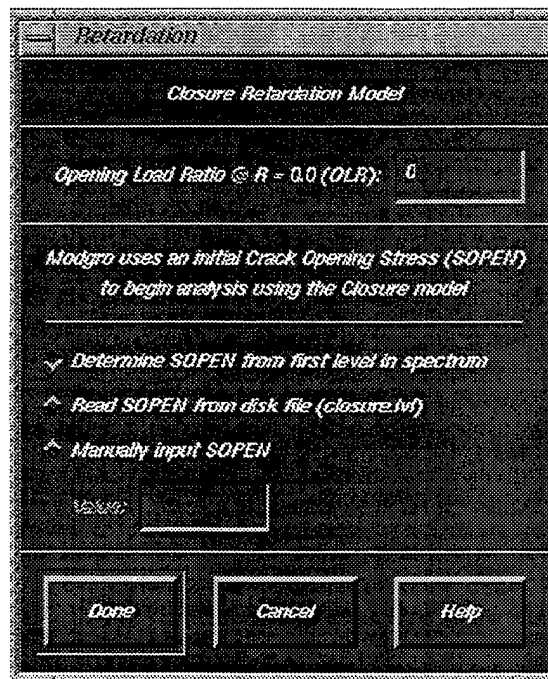 Retardation
Closure Retardation Model
Opening Load Ratio @ R = 0.0 (OLR): 0
Modgro uses an initial Crack Opening Stress (SOPEN)
to begin analysis using the Closure model
Determine SOPEN from first level in spectrum
Read SOPEN from disk file (closure.lvl)
Manually input SOPEN
Value:
Done Cancel Help